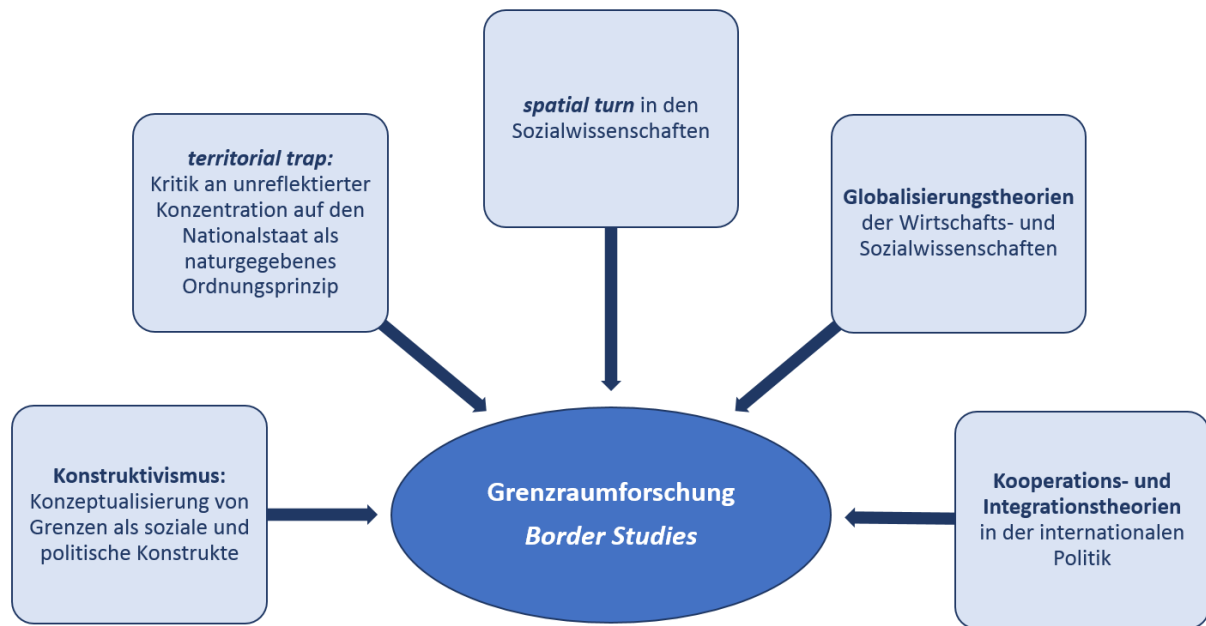 spatial turn in den
Sozialwissenschaften
territorial trap:
Kritik an unreflektierter
Konzentration auf den
Nationalstaat als
naturgegebenes
Ordnungsprinzip
Globalisierungstheorien
der Wirtschafts- und
Sozialwissenschaften
Konstruktivismus:
Konzeptualisierung von
Grenzen als soziale und
politische Konstrukte
Grenzraumforschung
Border Studies
Kooperations- und
Integrationstheorien
in der internationalen
Politik